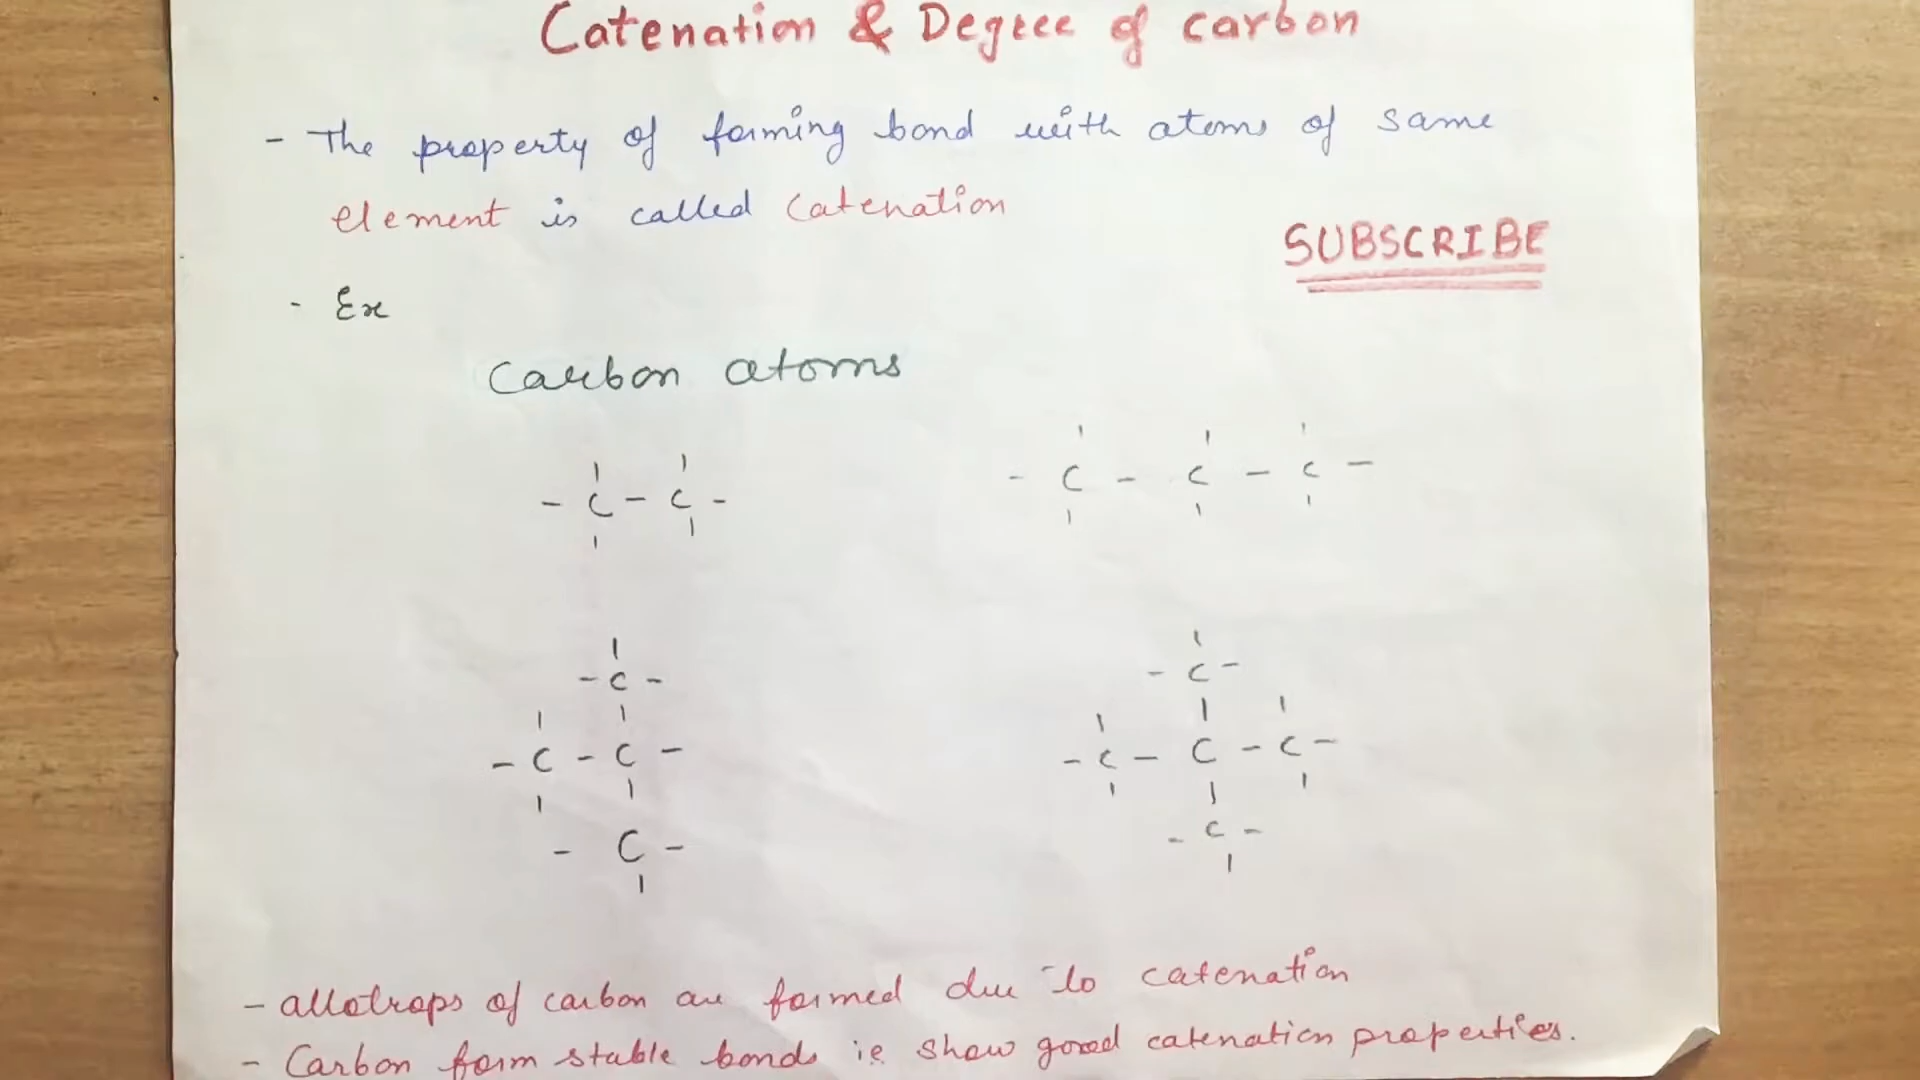 Catenation & Degree of carbon
- The property of forming bond with atoms of same
element is called Catenation
SUBSCRIBE
- Ex
Carbon atoms
- C - C -
- C - C - C -
- C -
- C - C -
- C -
- C -
- C - C - C -
- C -
- allotrops of carbon are formed due to catenation
- Carbon form stable bonds ie show good catenation properties.